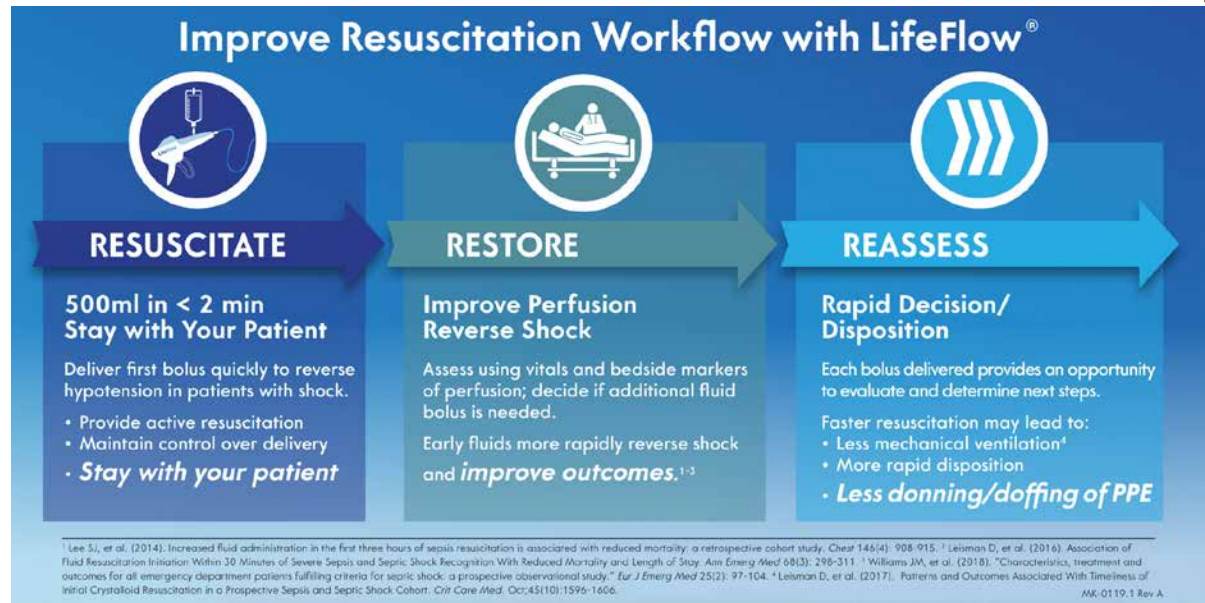 Improve Resuscitation Workflow with LifeFlow®
RESUSCITATE
500ml in < 2 min
Stay with Your Patient
Deliver first bolus quickly to reverse
hypotension in patients with shock.
• Provide active resuscitation
• Maintain control over delivery
• Stay with your patient
RESTORE
Improve Perfusion
Reverse Shock
Assess using vitals and bedside markers
of perfusion; decide if additional fluid
bolus is needed.
Early fluids more rapidly reverse shock
and improve outcomes.¹⁻³
REASSESS
Rapid Decision/
Disposition
Each bolus delivered provides an opportunity
to evaluate and determine next steps.
Faster resuscitation may lead to:
• Less mechanical ventilation⁴
• More rapid disposition
• Less donning/doffing of PPE
¹ Lee SJ, et al. (2014). Increased fluid administration in the first three hours of sepsis resuscitation is associated with reduced mortality: a retrospective cohort study. Chest 146(4): 908-915. ² Leisman D, et al. (2016). Association of
Fluid Resuscitation Initiation Within 30 Minutes of Severe Sepsis and Septic Shock Recognition With Reduced Mortality and Length of Stay. Ann Emerg Med 68(3): 298-311. ³ Williams JM, et al. (2018). "Characteristics, treatment and
outcomes for all emergency department patients fulfilling criteria for septic shock: a prospective observational study." Eur J Emerg Med 25(2): 97-104. ⁴ Leisman D, et al. (2017). Patterns and Outcomes Associated With Timeliness of
Initial Crystalloid Resuscitation in a Prospective Sepsis and Septic Shock Cohort. Crit Care Med. Oct;45(10):1596-1606.
MK-0119.1 Rev A